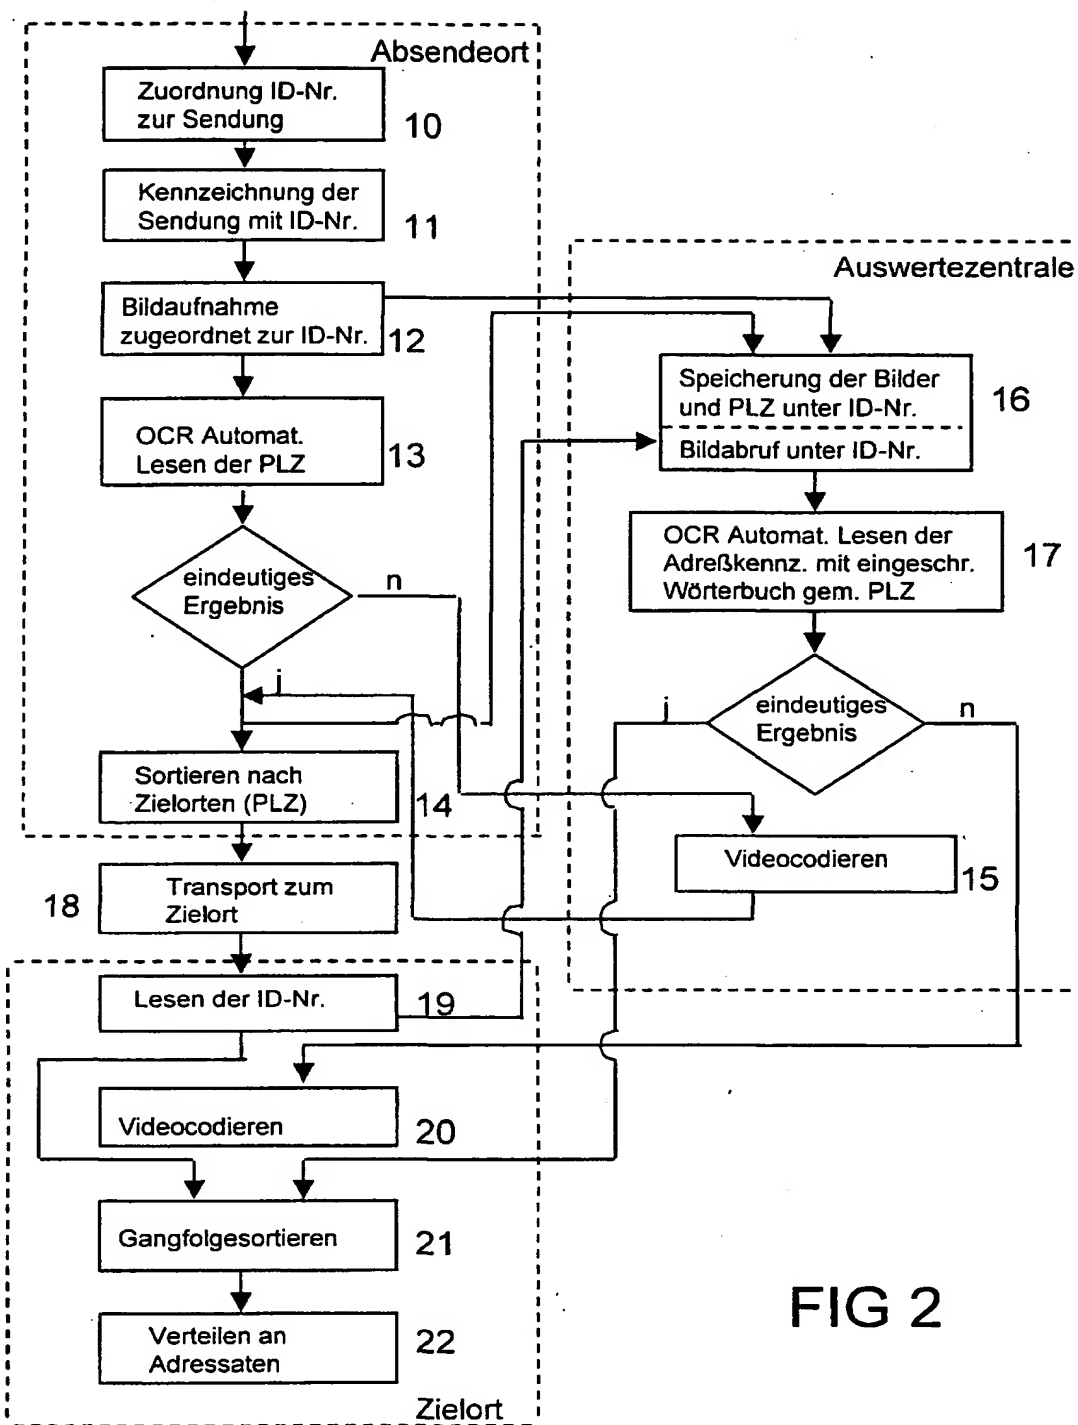 Absendeort
Zuordnung ID-Nr.
zur Sendung
10
Kennzeichnung der
Sendung mit ID-Nr.
11
Bildaufnahme
zugeordnet zur ID-Nr.
12
OCR Automat.
Lesen der PLZ
13
eindeutiges
Ergebnis
n
j
Sortieren nach
Zielorten (PLZ)
14
Auswertezentrale
Speicherung der Bilder
und PLZ unter ID-Nr.
Bildabruf unter ID-Nr.
16
OCR Automat. Lesen der
Adreßkennz. mit eingeschr.
Wörterbuch gem. PLZ
17
eindeutiges
Ergebnis
j
n
Videocodieren
15
Transport zum
Zielort
18
Lesen der ID-Nr.
19
Videocodieren
20
Gangfolgesortieren
21
Verteilen an
Adressaten
22
Zielort
FIG 2